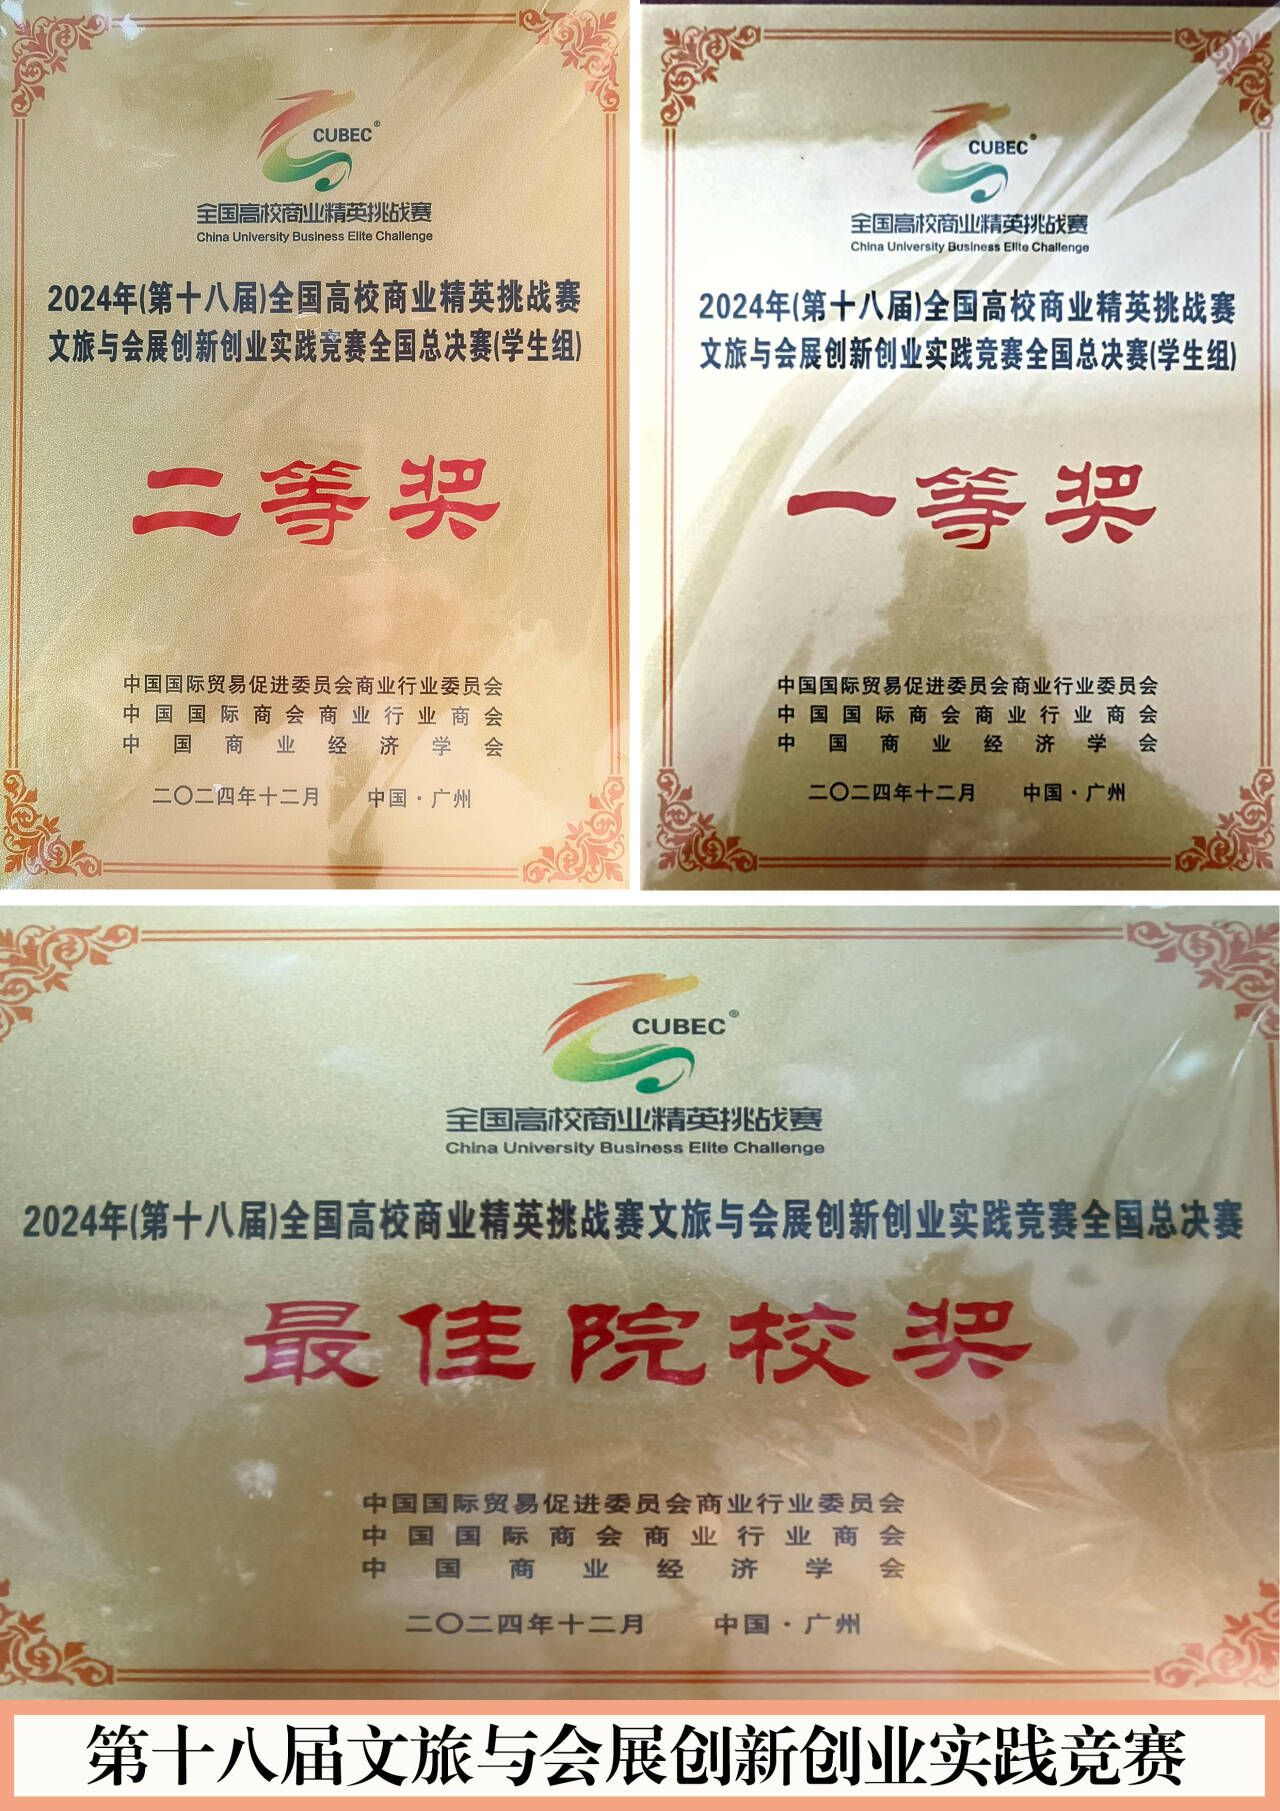 CUBEC®
全国高校商业精英挑战赛
China University Business Elite Challenge
2024年(第十八届)全国高校商业精英挑战赛
文旅与会展创新创业实践竞赛全国总决赛(学生组)
二等奖
中国国际贸易促进委员会商业行业委员会
中国国际商会商业行业商会
中国商业经济学会
二〇二四年十二月 中国·广州
CUBEC®
全国高校商业精英挑战赛
China University Business Elite Challenge
2024年(第十八届)全国高校商业精英挑战赛
文旅与会展创新创业实践竞赛全国总决赛(学生组)
一等奖
中国国际贸易促进委员会商业行业委员会
中国国际商会商业行业商会
中国商业经济学会
二〇二四年十二月 中国·广州
CUBEC®
全国高校商业精英挑战赛
China University Business Elite Challenge
2024年(第十八届)全国高校商业精英挑战赛文旅与会展创新创业实践竞赛全国总决赛
最佳院校奖
中国国际贸易促进委员会商业行业委员会
中国国际商会商业行业商会
中国商业经济学会
二〇二四年十二月 中国·广州
第十八届文旅与会展创新创业实践竞赛